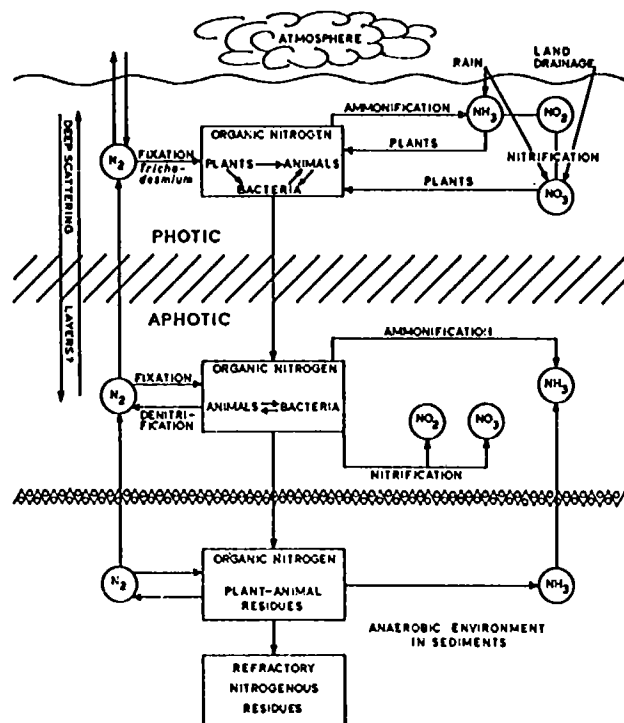 ATMOSPHERE
RAIN
LAND
DRAINAGE
DEEP SCATTERING
LAYERS?
N2
FIXATION
Tricho-
desmium
ORGANIC NITROGEN
PLANTS
ANIMALS
BACTERIA
AMMONIFICATION
NH3
NO2
PLANTS
NITRIFICATION
PLANTS
NO3
PHOTIC
APHOTIC
N2
FIXATION
DENITRI-
FICATION
ORGANIC NITROGEN
ANIMALS
BACTERIA
AMMONIFICATION
NH3
NO2
NO3
NITRIFICATION
N2
ORGANIC NITROGEN
PLANT-ANIMAL
RESIDUES
NH3
ANAEROBIC ENVIRONMENT
IN SEDIMENTS
REFRACTORY
NITROGENOUS
RESIDUES